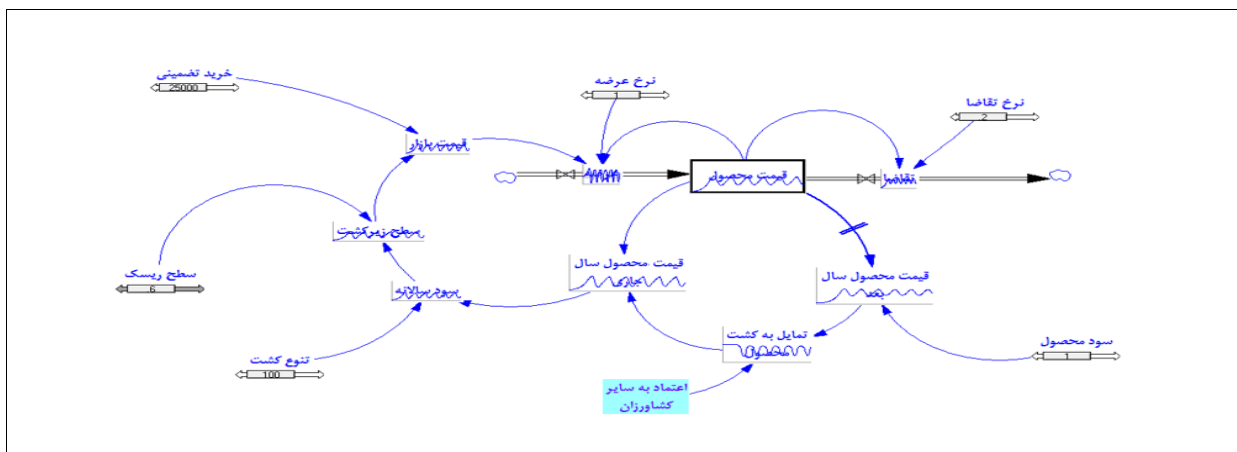 خرید تضمینی
25000
نرخ عرضه
1
نرخ تقاضا
2
قیمت بازار
قیمت محصول
تقاضا
سطح زیرکشت
سطح ریسک
.6
قیمت محصول سال
جاری
قیمت محصول سال
بعد
سود سالانه
تمایل به کشت
محصول
سود محصول
1
تنوع کشت
100
اعتماد به سایر
کشاورزان